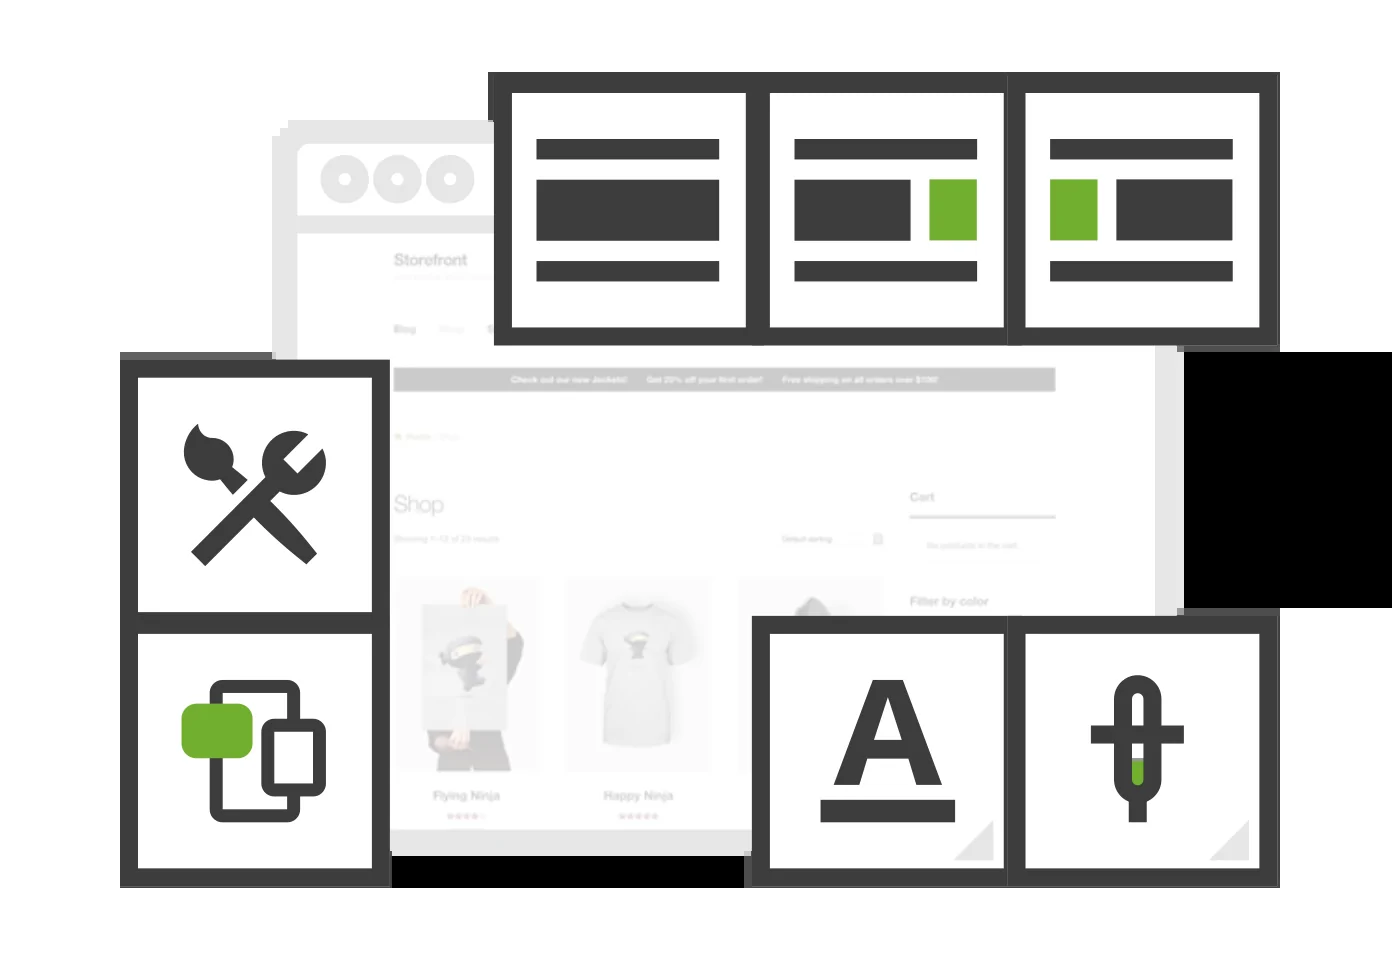 Storefront
Blog
Check out our new Jackets! Get 20% off your first order! Free shipping on all orders over $100!
Shop
Cart
Showing 1–12 of 23 results
Default sorting
No products in the cart.
Filter by color
Flying Ninja
Happy Ninja
A